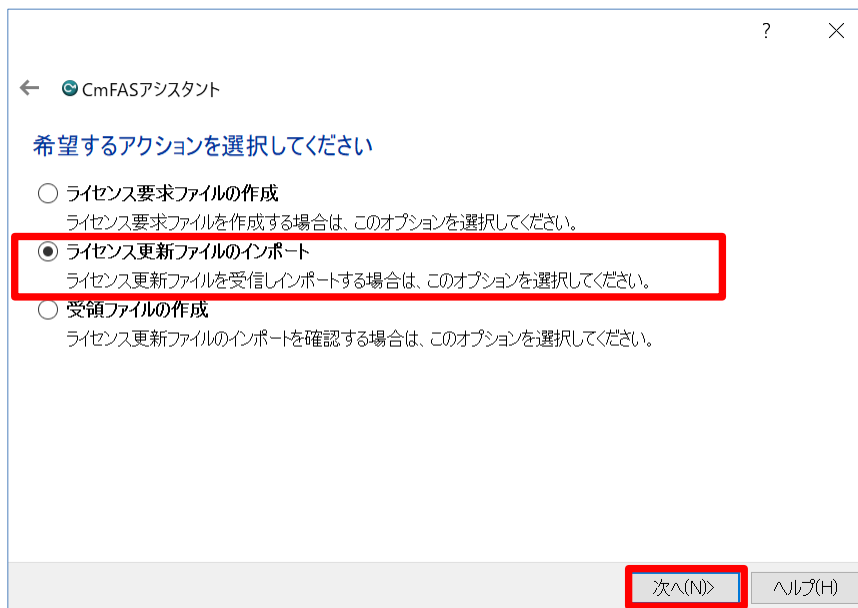 ?
CmFASアシスタント
希望するアクションを選択してください
ライセンス要求ファイルの作成
ライセンス要求ファイルを作成する場合は、このオプションを選択してください。
ライセンス更新ファイルのインポート
ライセンス更新ファイルを受信しインポートする場合は、このオプションを選択してください。
受領ファイルの作成
ライセンス更新ファイルのインポートを確認する場合は、このオプションを選択してください。
次へ(N)> ヘルプ(H)